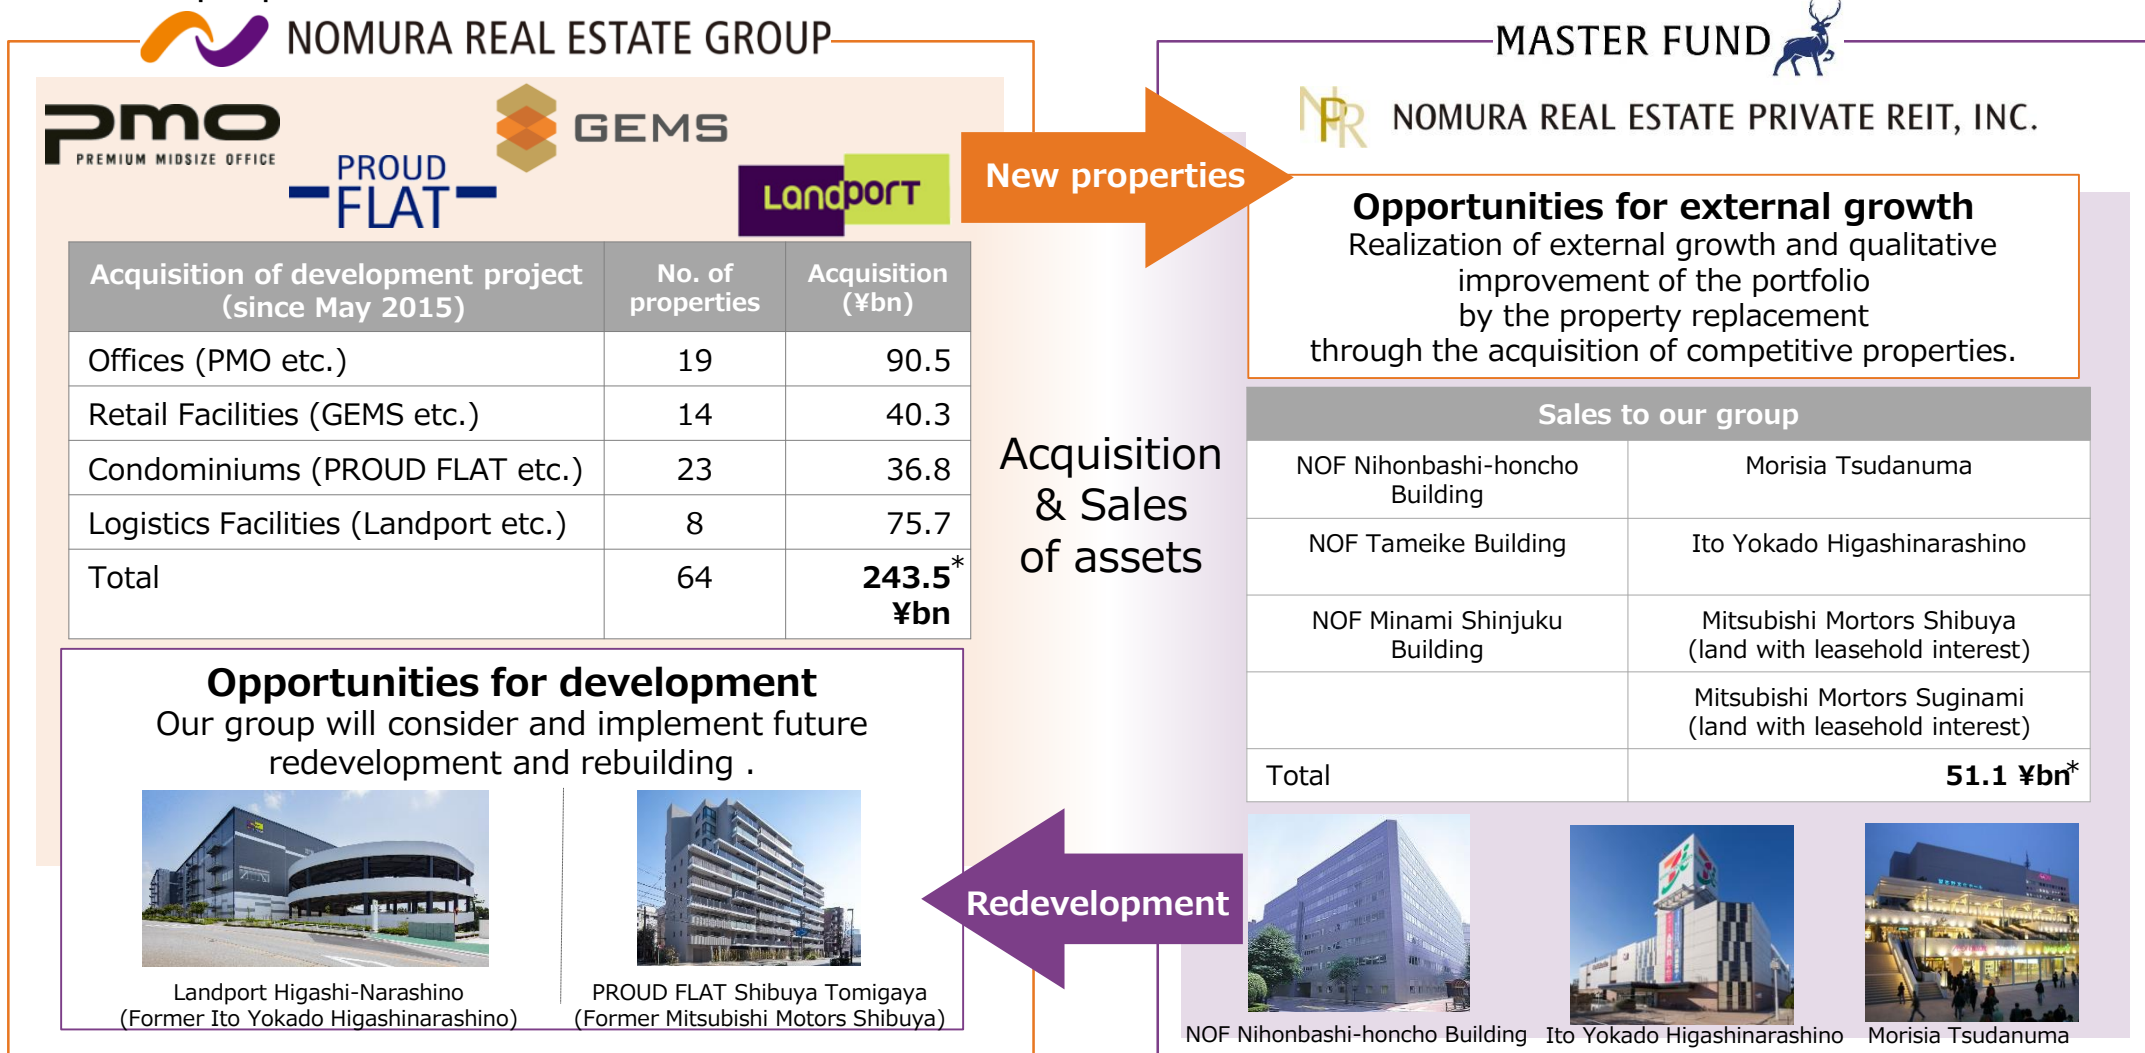 NOMURA REAL ESTATE GROUP
pmo
PREMIUM MIDSIZE OFFICE
PROUD
FLAT
GEMS
Landport
Acquisition of development project
(since May 2015)
No. of
properties
Acquisition
(¥bn)
Offices (PMO etc.)
19
90.5
Retail Facilities (GEMS etc.)
14
40.3
Condominiums (PROUD FLAT etc.)
23
36.8
Logistics Facilities (Landport etc.)
8
75.7
Total
64
243.5*
¥bn
Opportunities for development
Our group will consider and implement future
redevelopment and rebuilding .
Landport Higashi-Narashino
(Former Ito Yokado Higashinarashino)
PROUD FLAT Shibuya Tomigaya
(Former Mitsubishi Motors Shibuya)
New properties
Acquisition
& Sales
of assets
Redevelopment
MASTER FUND
NPR
NOMURA REAL ESTATE PRIVATE REIT, INC.
Opportunities for external growth
Realization of external growth and qualitative
improvement of the portfolio
by the property replacement
through the acquisition of competitive properties.
Sales to our group
NOF Nihonbashi-honcho
Building
Morisia Tsudanuma
NOF Tameike Building
Ito Yokado Higashinarashino
NOF Minami Shinjuku
Building
Mitsubishi Mortors Shibuya
(land with leasehold interest)
Mitsubishi Mortors Suginami
(land with leasehold interest)
Total
51.1 ¥bn*
NOF Nihonbashi-honcho Building
Ito Yokado Higashinarashino
Morisia Tsudanuma